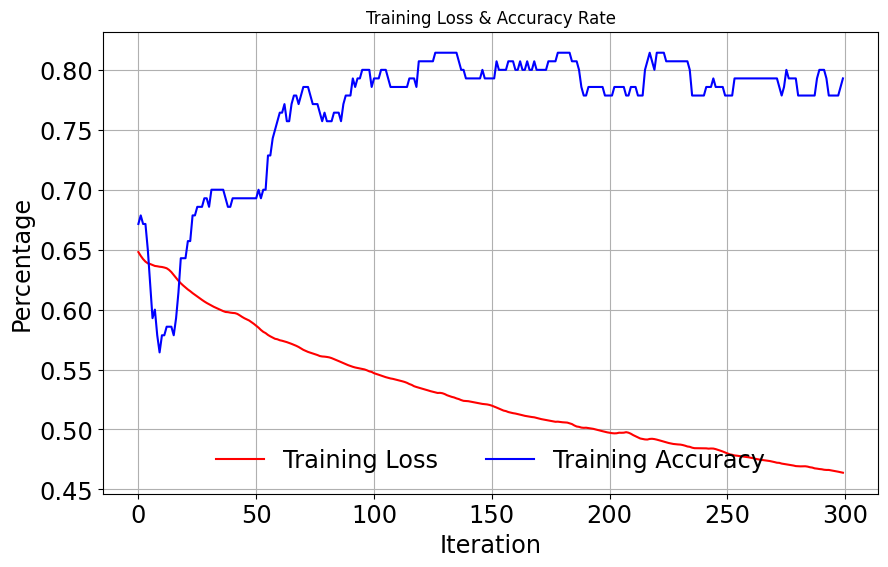 Training Loss & Accuracy Rate
0.80
0.75
0.70
0.65
0.60
0.55
0.50
0.45
Percentage
Training Loss Training Accuracy
0 50 100 150 200 250 300
Iteration